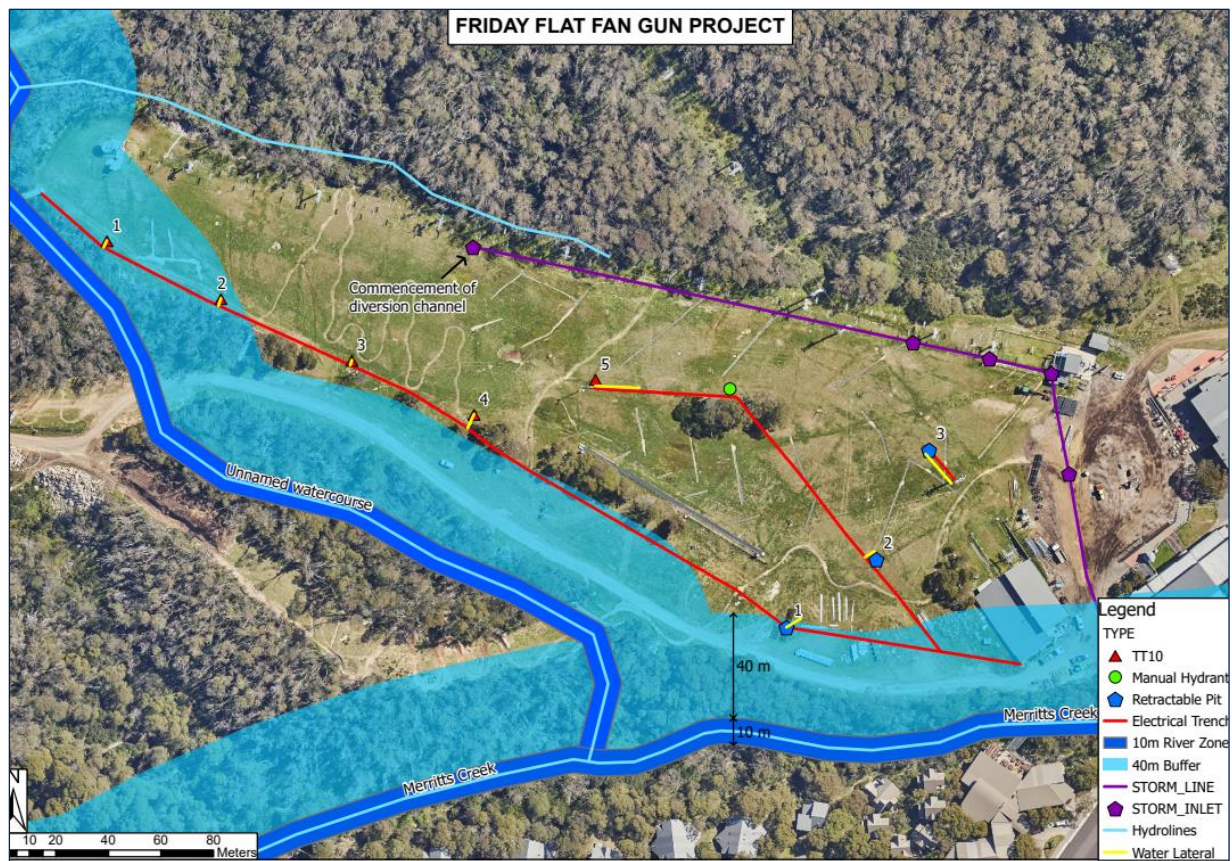 FRIDAY FLAT FAN GUN PROJECT
1
2
Commencement of
diversion channel
3
5
4
3
Unnamed watercourse
2
1
40 m
10 m
Merritts Creek
Merritts Creek
Legend
TYPE
TT10
Manual Hydrant
Retractable Pit
Electrical Trench
10m River Zone
40m Buffer
STORM_LINE
STORM_INLET
Hydrolines
Water Lateral
N
10 20 40 60 80
Meters